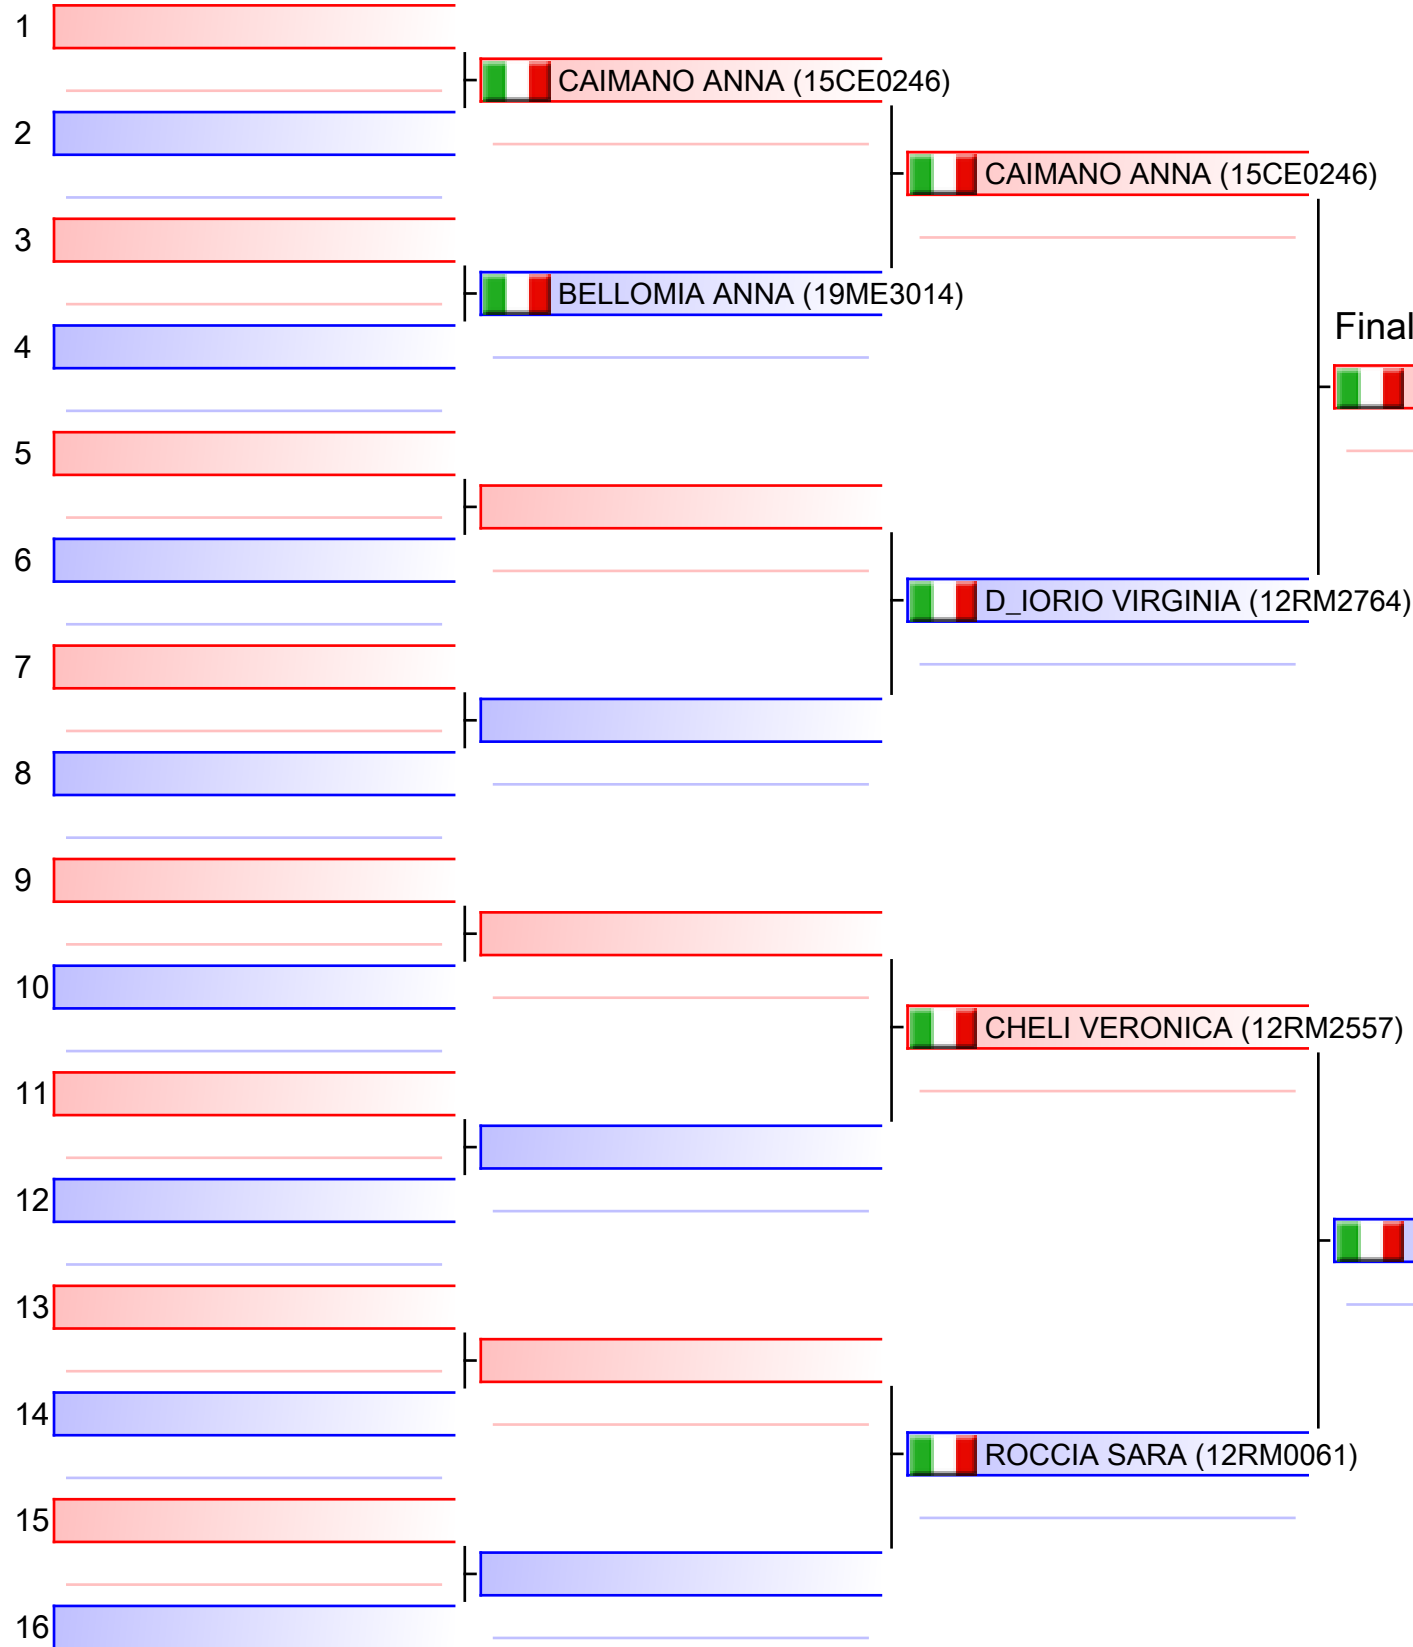 1
CAIMANO ANNA (15CE0246)
2
CAIMANO ANNA (15CE0246)
3
BELLOMIA ANNA (19ME3014)
4
Final
5
6
D_IORIO VIRGINIA (12RM2764)
7
8
9
10
CHELI VERONICA (12RM2557)
11
12
13
14
ROCCIA SARA (12RM0061)
15
16